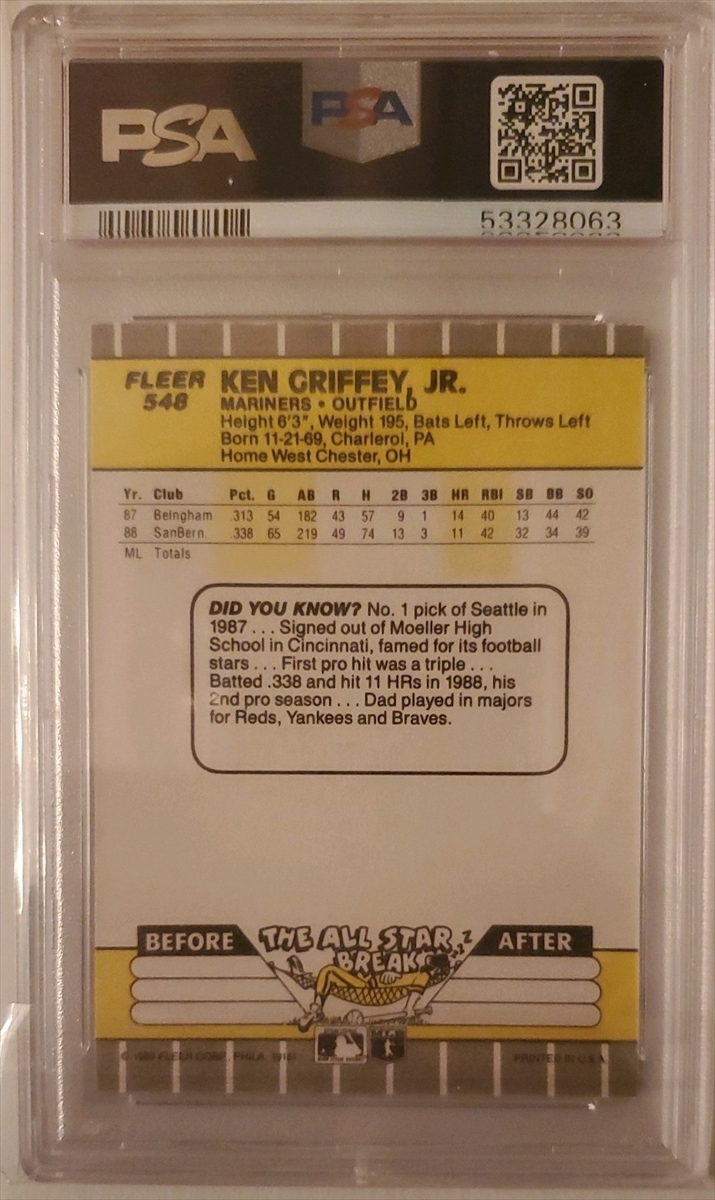 PSA PSA
53328063
FLEER 548
KEN GRIFFEY, JR.
MARINERS • OUTFIELD
Height 6'3", Weight 195, Bats Left, Throws Left
Born 11-21-69, Charleroi, PA
Home West Chester, OH
Yr. Club Pct. G AB R H 2B 3B HR RBI SB BB SO
87 Belngham .313 54 182 43 57 9 1 14 40 13 44 42
88 SanBern. .338 65 219 49 74 13 3 11 42 32 34 39
ML Totals
DID YOU KNOW? No. 1 pick of Seattle in
1987 . . . Signed out of Moeller High
School in Cincinnati, famed for its football
stars . . . First pro hit was a triple . . .
Batted .338 and hit 11 HRs in 1988, his
2nd pro season . . . Dad played in majors
for Reds, Yankees and Braves.
BEFORE THE ALL STAR BREAK AFTER
© 1989 FLEER CORP., PHILA. 19141 PRINTED IN U.S.A.